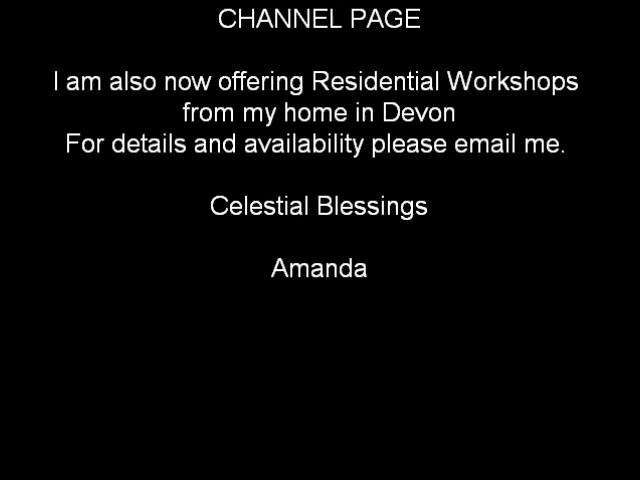 CHANNEL PAGE
I am also now offering Residential Workshops
from my home in Devon
For details and availability please email me.
Celestial Blessings
Amanda